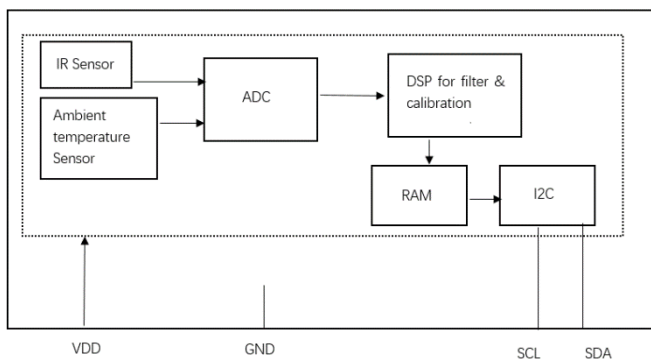 IR Sensor
Ambient
temperature
Sensor
ADC
DSP for filter &
calibration
RAM
I2C
VDD
GND
SCL
SDA